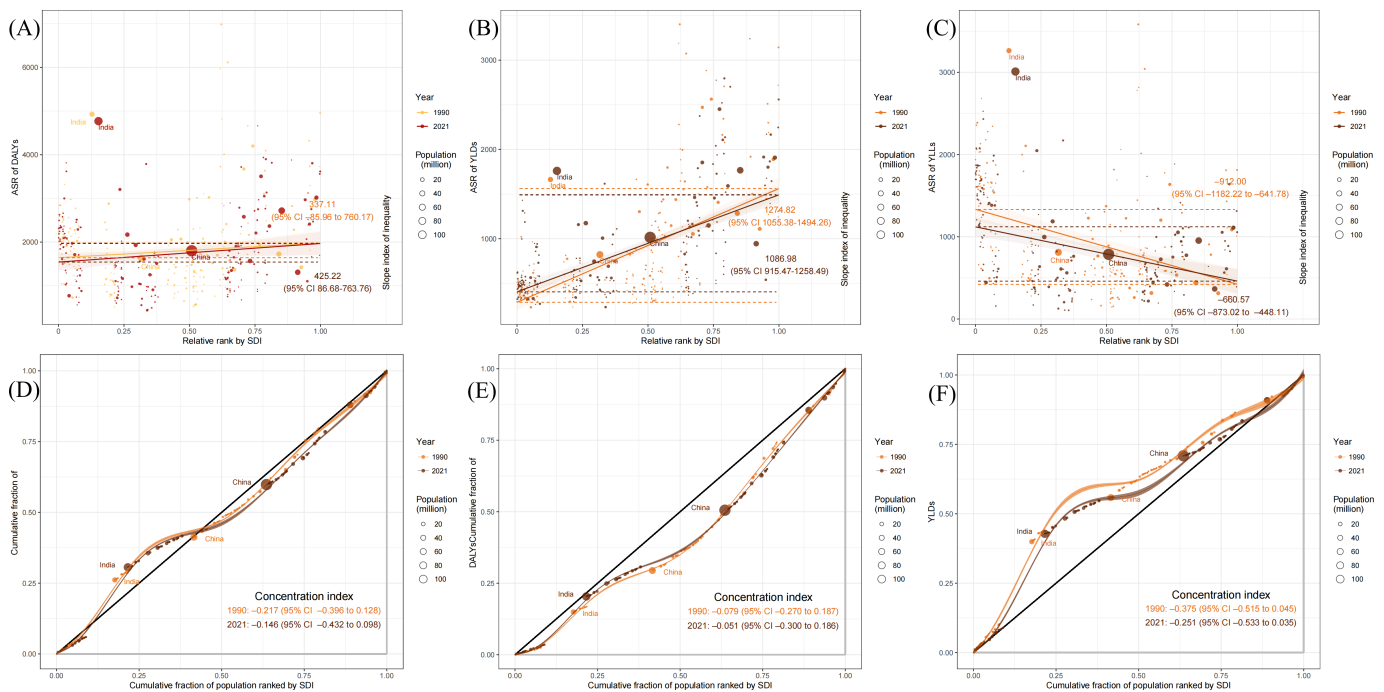 (A)
ASR of DALYs
6000
4000
2000
India
India
China
China
337.11
(95% CI −85.96 to 760.17)
425.22
(95% CI 86.68-763.76)
Slope index of inequality
0
0.25
0.50
0.75
1.00
Relative rank by SDI
Year
1990
2021
Population
(million)
20
40
60
80
100
(B)
ASR of YLDs
3000
2000
1000
0
India
India
China
China
1274.82
(95% CI 1055.38-1494.26)
1086.98
(95% CI 915.47-1258.49)
Slope index of inequality
0
0.25
0.50
0.75
1.00
Relative rank by SDI
Year
1990
2021
Population
(million)
20
40
60
80
100
(C)
ASR of YLLs
3000
2000
1000
0
India
China
China
−912.00
(95% CI −1182.22 to −641.78)
−660.57
(95% CI −873.02 to −448.11)
Slope index of inequality
0
0.25
0.50
0.75
1.00
Relative rank by SDI
Year
1990
2021
Population
(million)
20
40
60
80
100
(D)
Cumulative fraction of
1.00
0.75
0.50
0.25
0.00
India
India
China
China
Concentration index
1990: −0.217 (95% CI −0.396 to 0.128)
2021: −0.146 (95% CI −0.432 to 0.098)
0.00
0.25
0.50
0.75
1.00
Cumulative fraction of population ranked by SDI
Year
1990
2021
Population
(million)
20
40
60
80
100
(E)
DALYsCumulative fraction of
1.00
0.75
0.50
0.25
0.00
India
India
China
China
Concentration index
1990: −0.079 (95% CI −0.270 to 0.187)
2021: −0.051 (95% CI −0.300 to 0.186)
0.00
0.25
0.50
0.75
1.00
Cumulative fraction of population ranked by SDI
Year
1990
2021
Population
(million)
20
40
60
80
100
(F)
YLDs
1.00
0.75
0.50
0.25
0.00
India
India
China
China
Concentration index
1990: −0.375 (95% CI −0.515 to 0.045)
2021: −0.251 (95% CI −0.533 to 0.035)
0.00
0.25
0.50
0.75
1.00
Cumulative fraction of population ranked by SDI
Year
1990
2021
Population
(million)
20
40
60
80
100